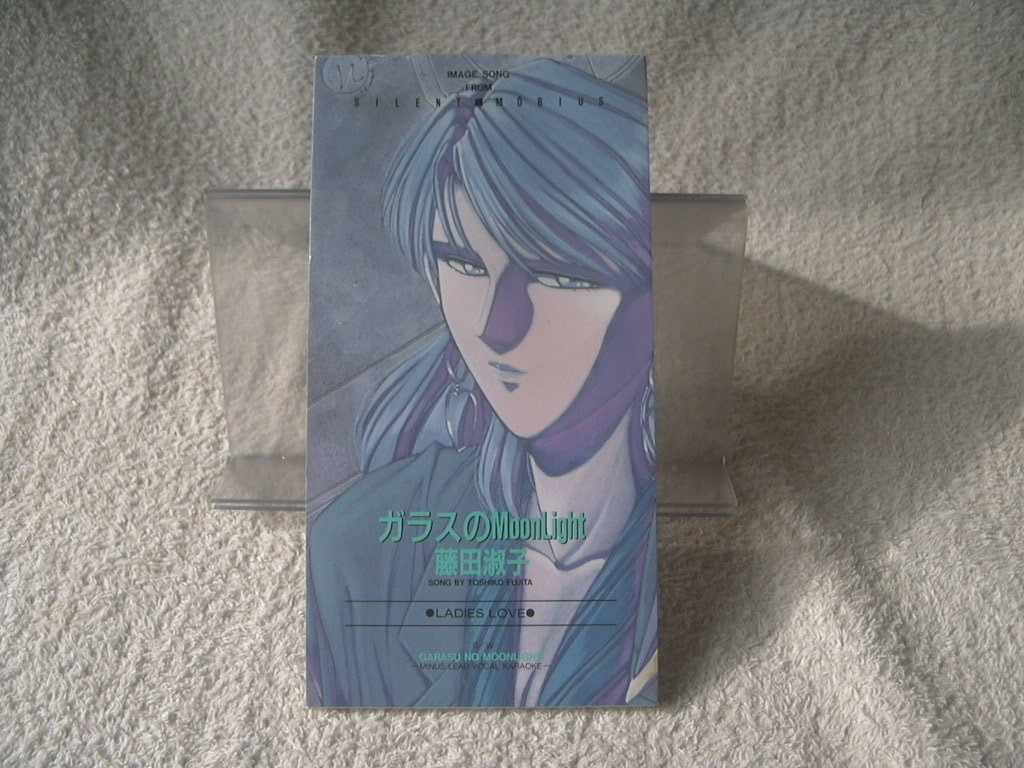 IMAGE SONG
FROM
SILENT■MÖBIUS
ガラスのMoonLight
藤田淑子
SONG BY TOSHIKO FUJITA
●LADIES LOVE●
GARASU NO MOONLIGHT
—MINUS LEAD VOCAL KARAOKE—